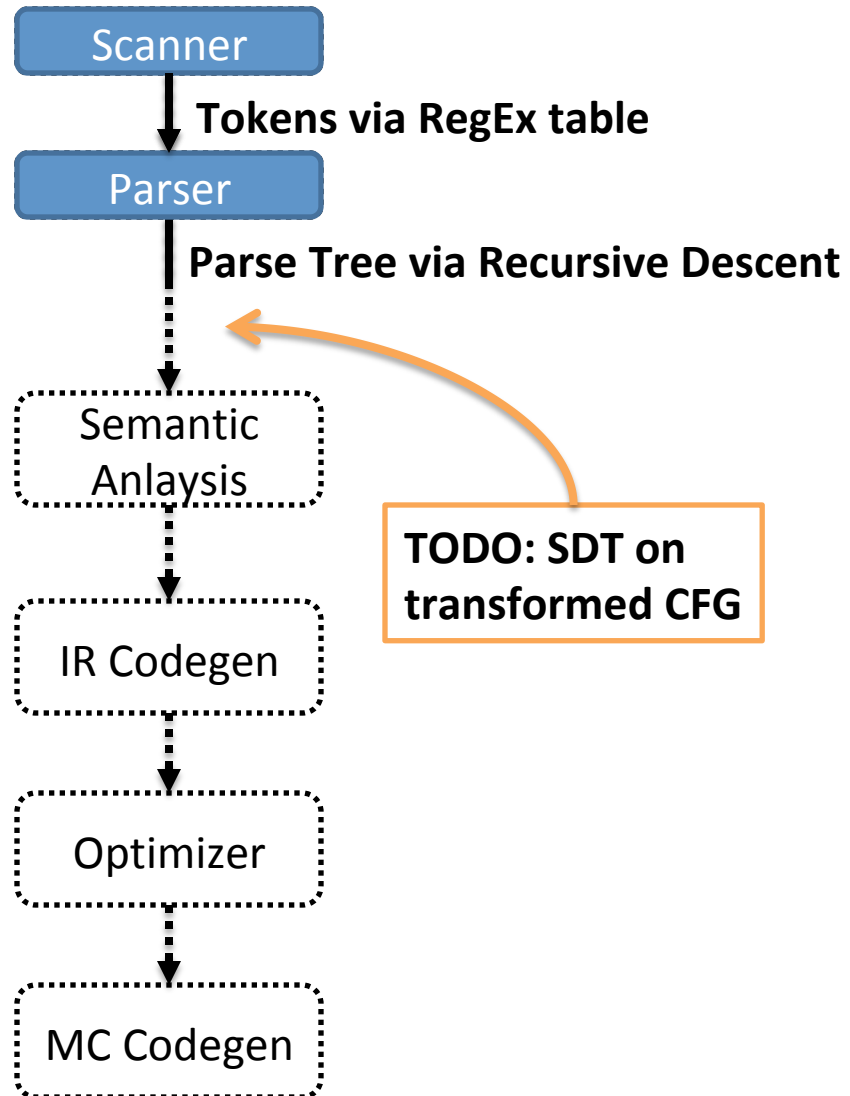 Scanner
Tokens via RegEx table
Parser
Parse Tree via Recursive Descent
Semantic
Anlaysis
TODO: SDT on
transformed CFG
IR Codegen
Optimizer
MC Codegen